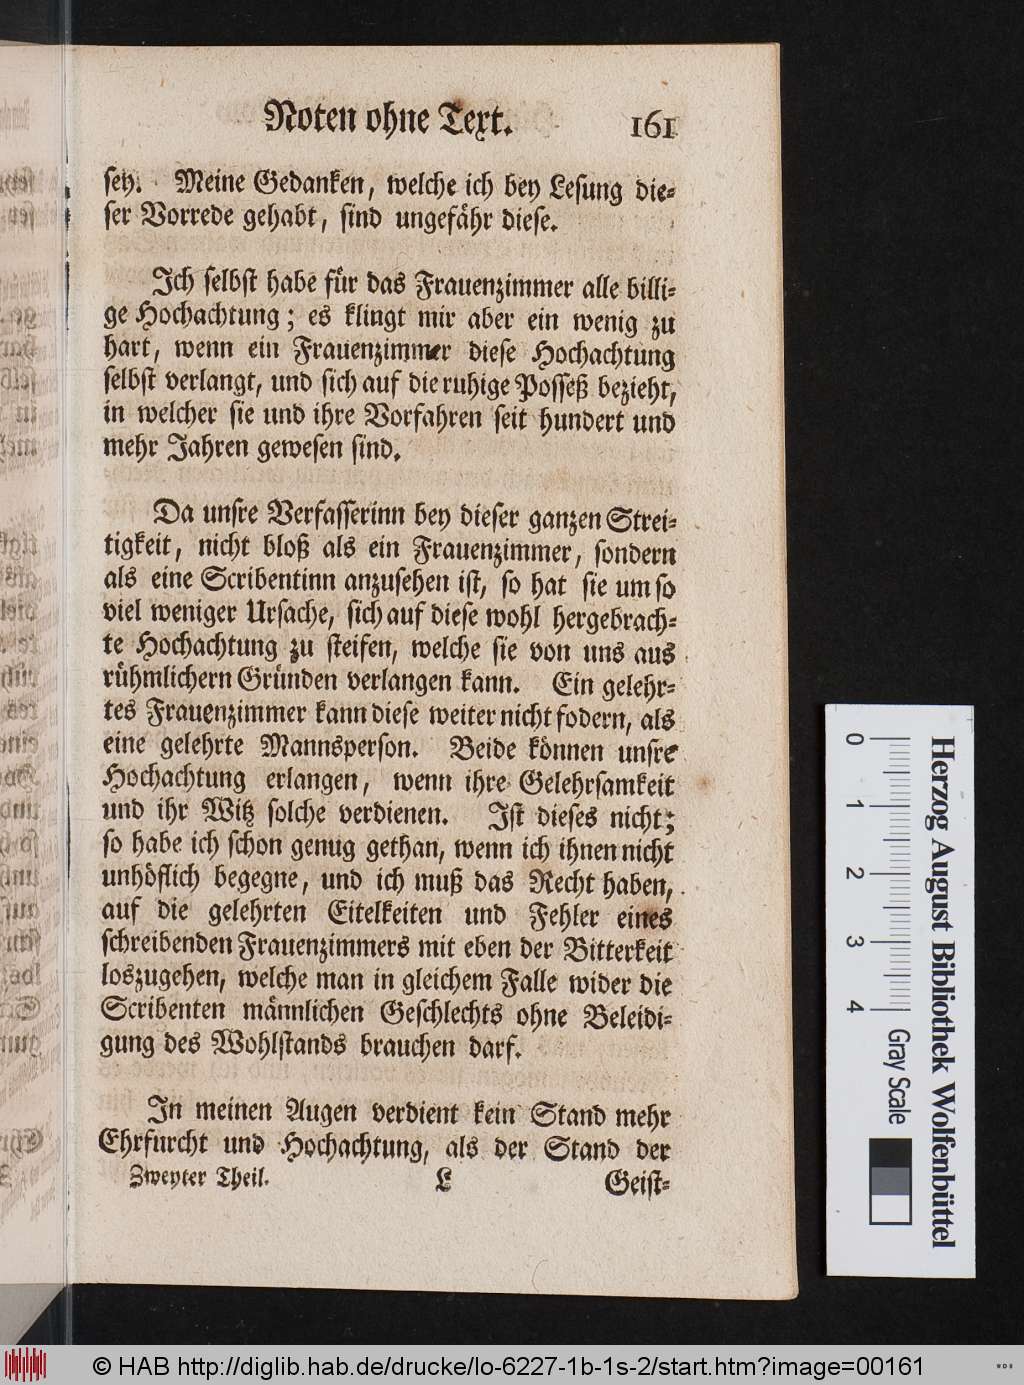 Noten ohne Text. 161
sey. Meine Gedanken, welche ich bey Lesung die-
ser Vorrede gehabt, sind ungefähr diese.
Ich selbst habe für das Frauenzimmer alle billi-
ge Hochachtung; es klingt mir aber ein wenig zu
hart, wenn ein Frauenzimmer diese Hochachtung
selbst verlangt, und sich auf die ruhige Posseß bezieht,
in welcher sie und ihre Vorfahren seit hundert und
mehr Jahren gewesen sind.
Da unsre Verfasserinn bey dieser ganzen Strei-
tigkeit, nicht bloß als ein Frauenzimmer, sondern
als eine Scribentinn anzusehen ist, so hat sie um so
viel weniger Ursache, sich auf diese wohl hergebrach-
te Hochachtung zu steifen, welche sie von uns aus
rühmlichern Gründen verlangen kann. Ein gelehr-
tes Frauenzimmer kann diese weiter nicht fodern, als
eine gelehrte Mannsperson. Beide können unsre
Hochachtung erlangen, wenn ihre Gelehrsamkeit
und ihr Witz solche verdienen. Ist dieses nicht;
so habe ich schon genug gethan, wenn ich ihnen nicht
unhöflich begegne, und ich muß das Recht haben,
auf die gelehrten Eitelkeiten und Fehler eines
schreibenden Frauenzimmers mit eben der Bitterkeit
loszugehen, welche man in gleichem Falle wider die
Scribenten männlichen Geschlechts ohne Beleidi-
gung des Wohlstands brauchen darf.
In meinen Augen verdient kein Stand mehr
Ehrfurcht und Hochachtung, als der Stand der
Zweyter Theil. L Geist-
Herzog August Bibliothek Wolfenbüttel
0 1 2 3 4 Gray Scale
© HAB http://diglib.hab.de/drucke/lo-6227-1b-1s-2/start.htm?image=00161